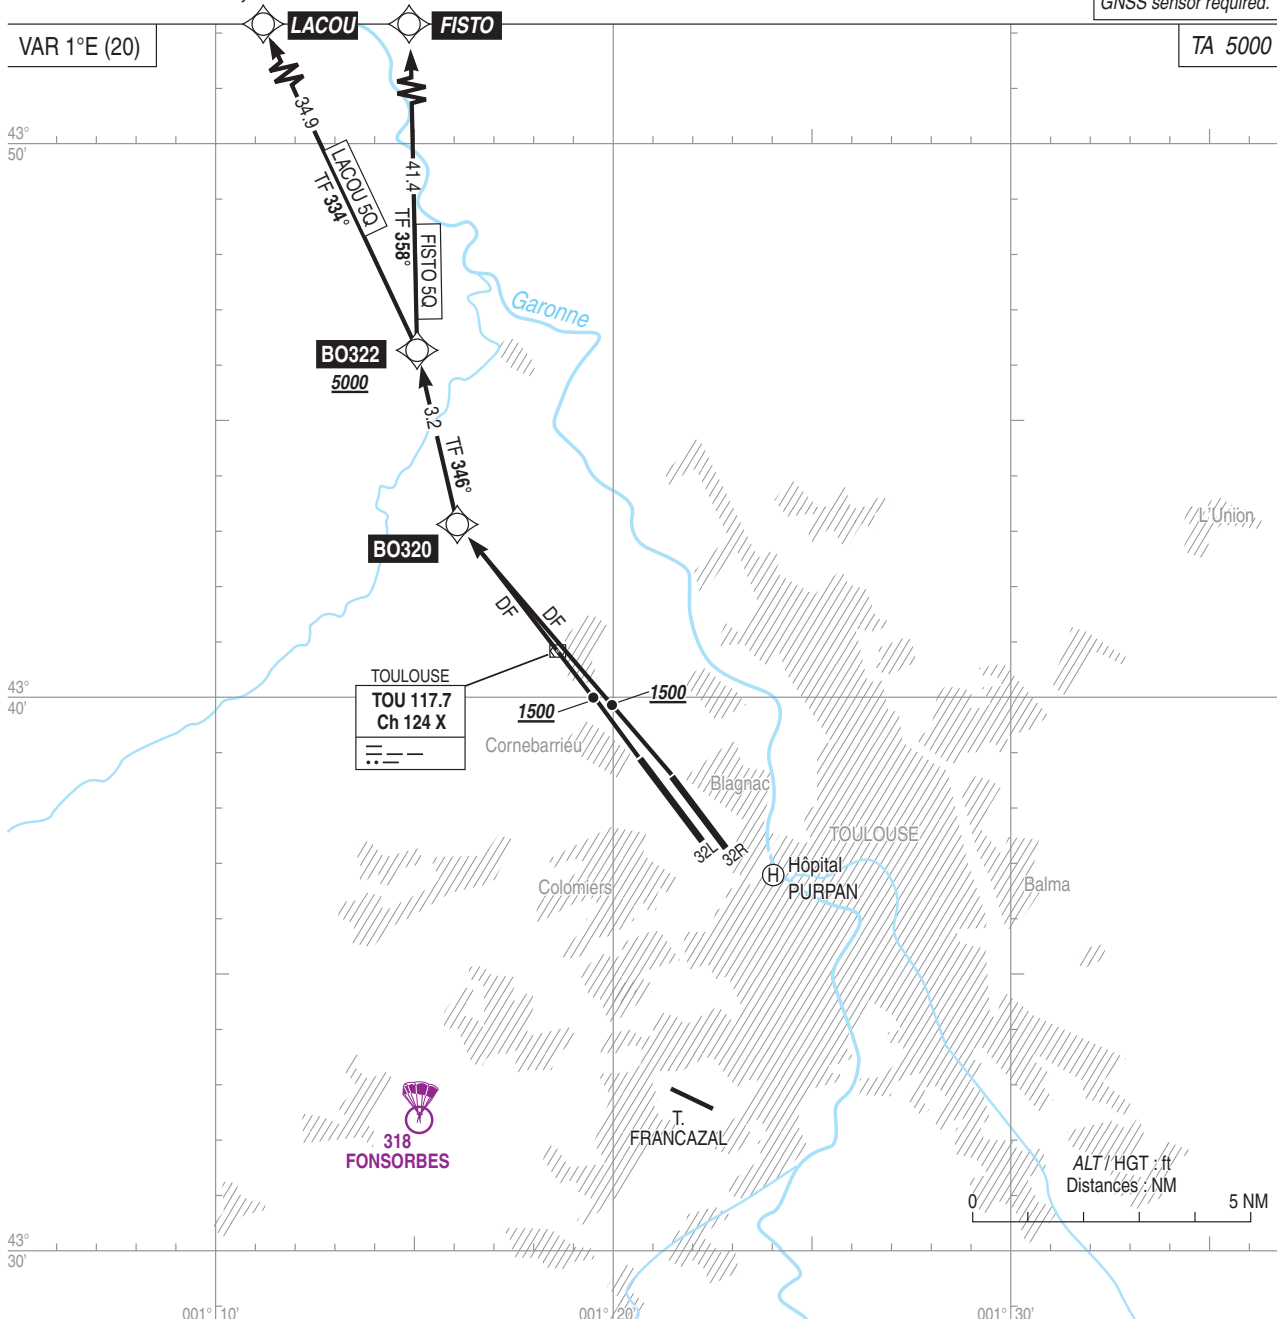 GNSS sensor required.
LACOU
FISTO
VAR 1°E (20)
TA 5000
34.9
LACOU 5Q
TF 334°
41.4
TF 358°
FISTO 5Q
43°
50'
Garonne
BO322
5000
3.2
TF 346°
BO320
L'Union
DF
DF
TOULOUSE
TOU 117.7
Ch 124 X
43°
40'
1500
1500
Cornebarrieu
Blagnac
TOULOUSE
32L
32R
H
Hôpital
PURPAN
Colomiers
Balma
318
FONSORBES
T.
FRANCAZAL
ALT / HGT : ft
Distances : NM
0
5 NM
43°
30'
001° 10'
001° 20'
001° 30'